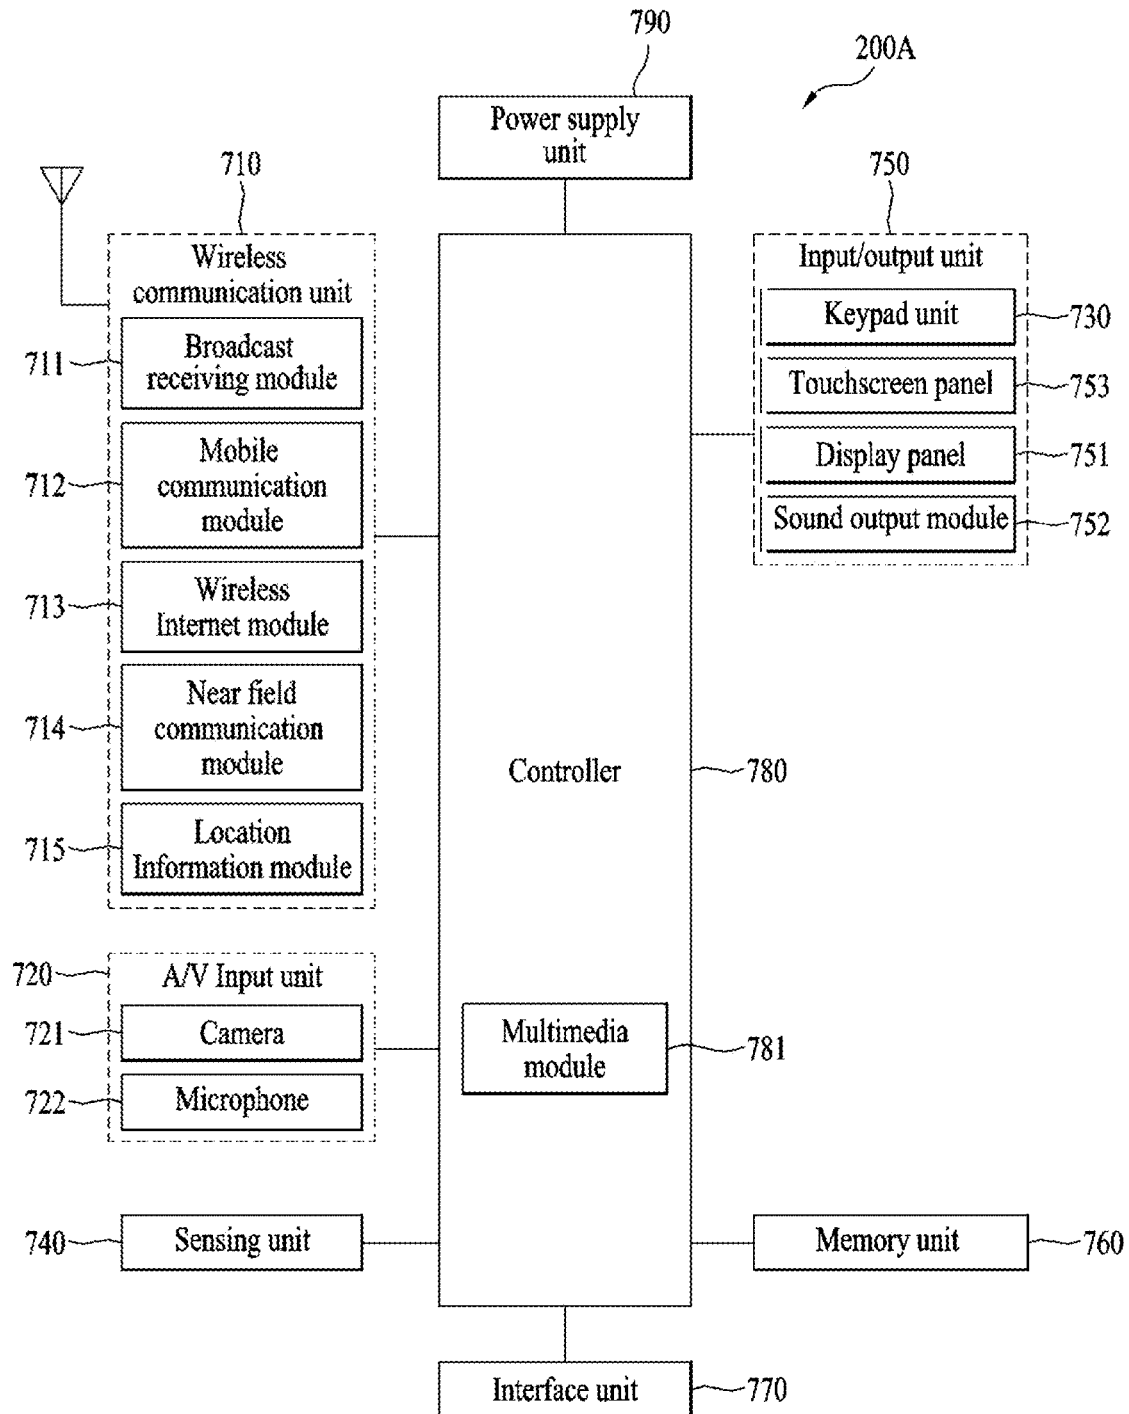 790
200A
Power supply
unit
710
750
Wireless
communication unit
Input/output unit
711
Broadcast
receiving module
Keypad unit
730
Touchscreen panel
753
712
Mobile
communication
module
Display panel
751
Sound output module
752
713
Wireless
Internet module
714
Near field
communication
module
Controller
780
715
Location
Information module
720
A/V Input unit
721
Camera
722
Microphone
Multimedia
module
781
740
Sensing unit
Memory unit
760
Interface unit
770